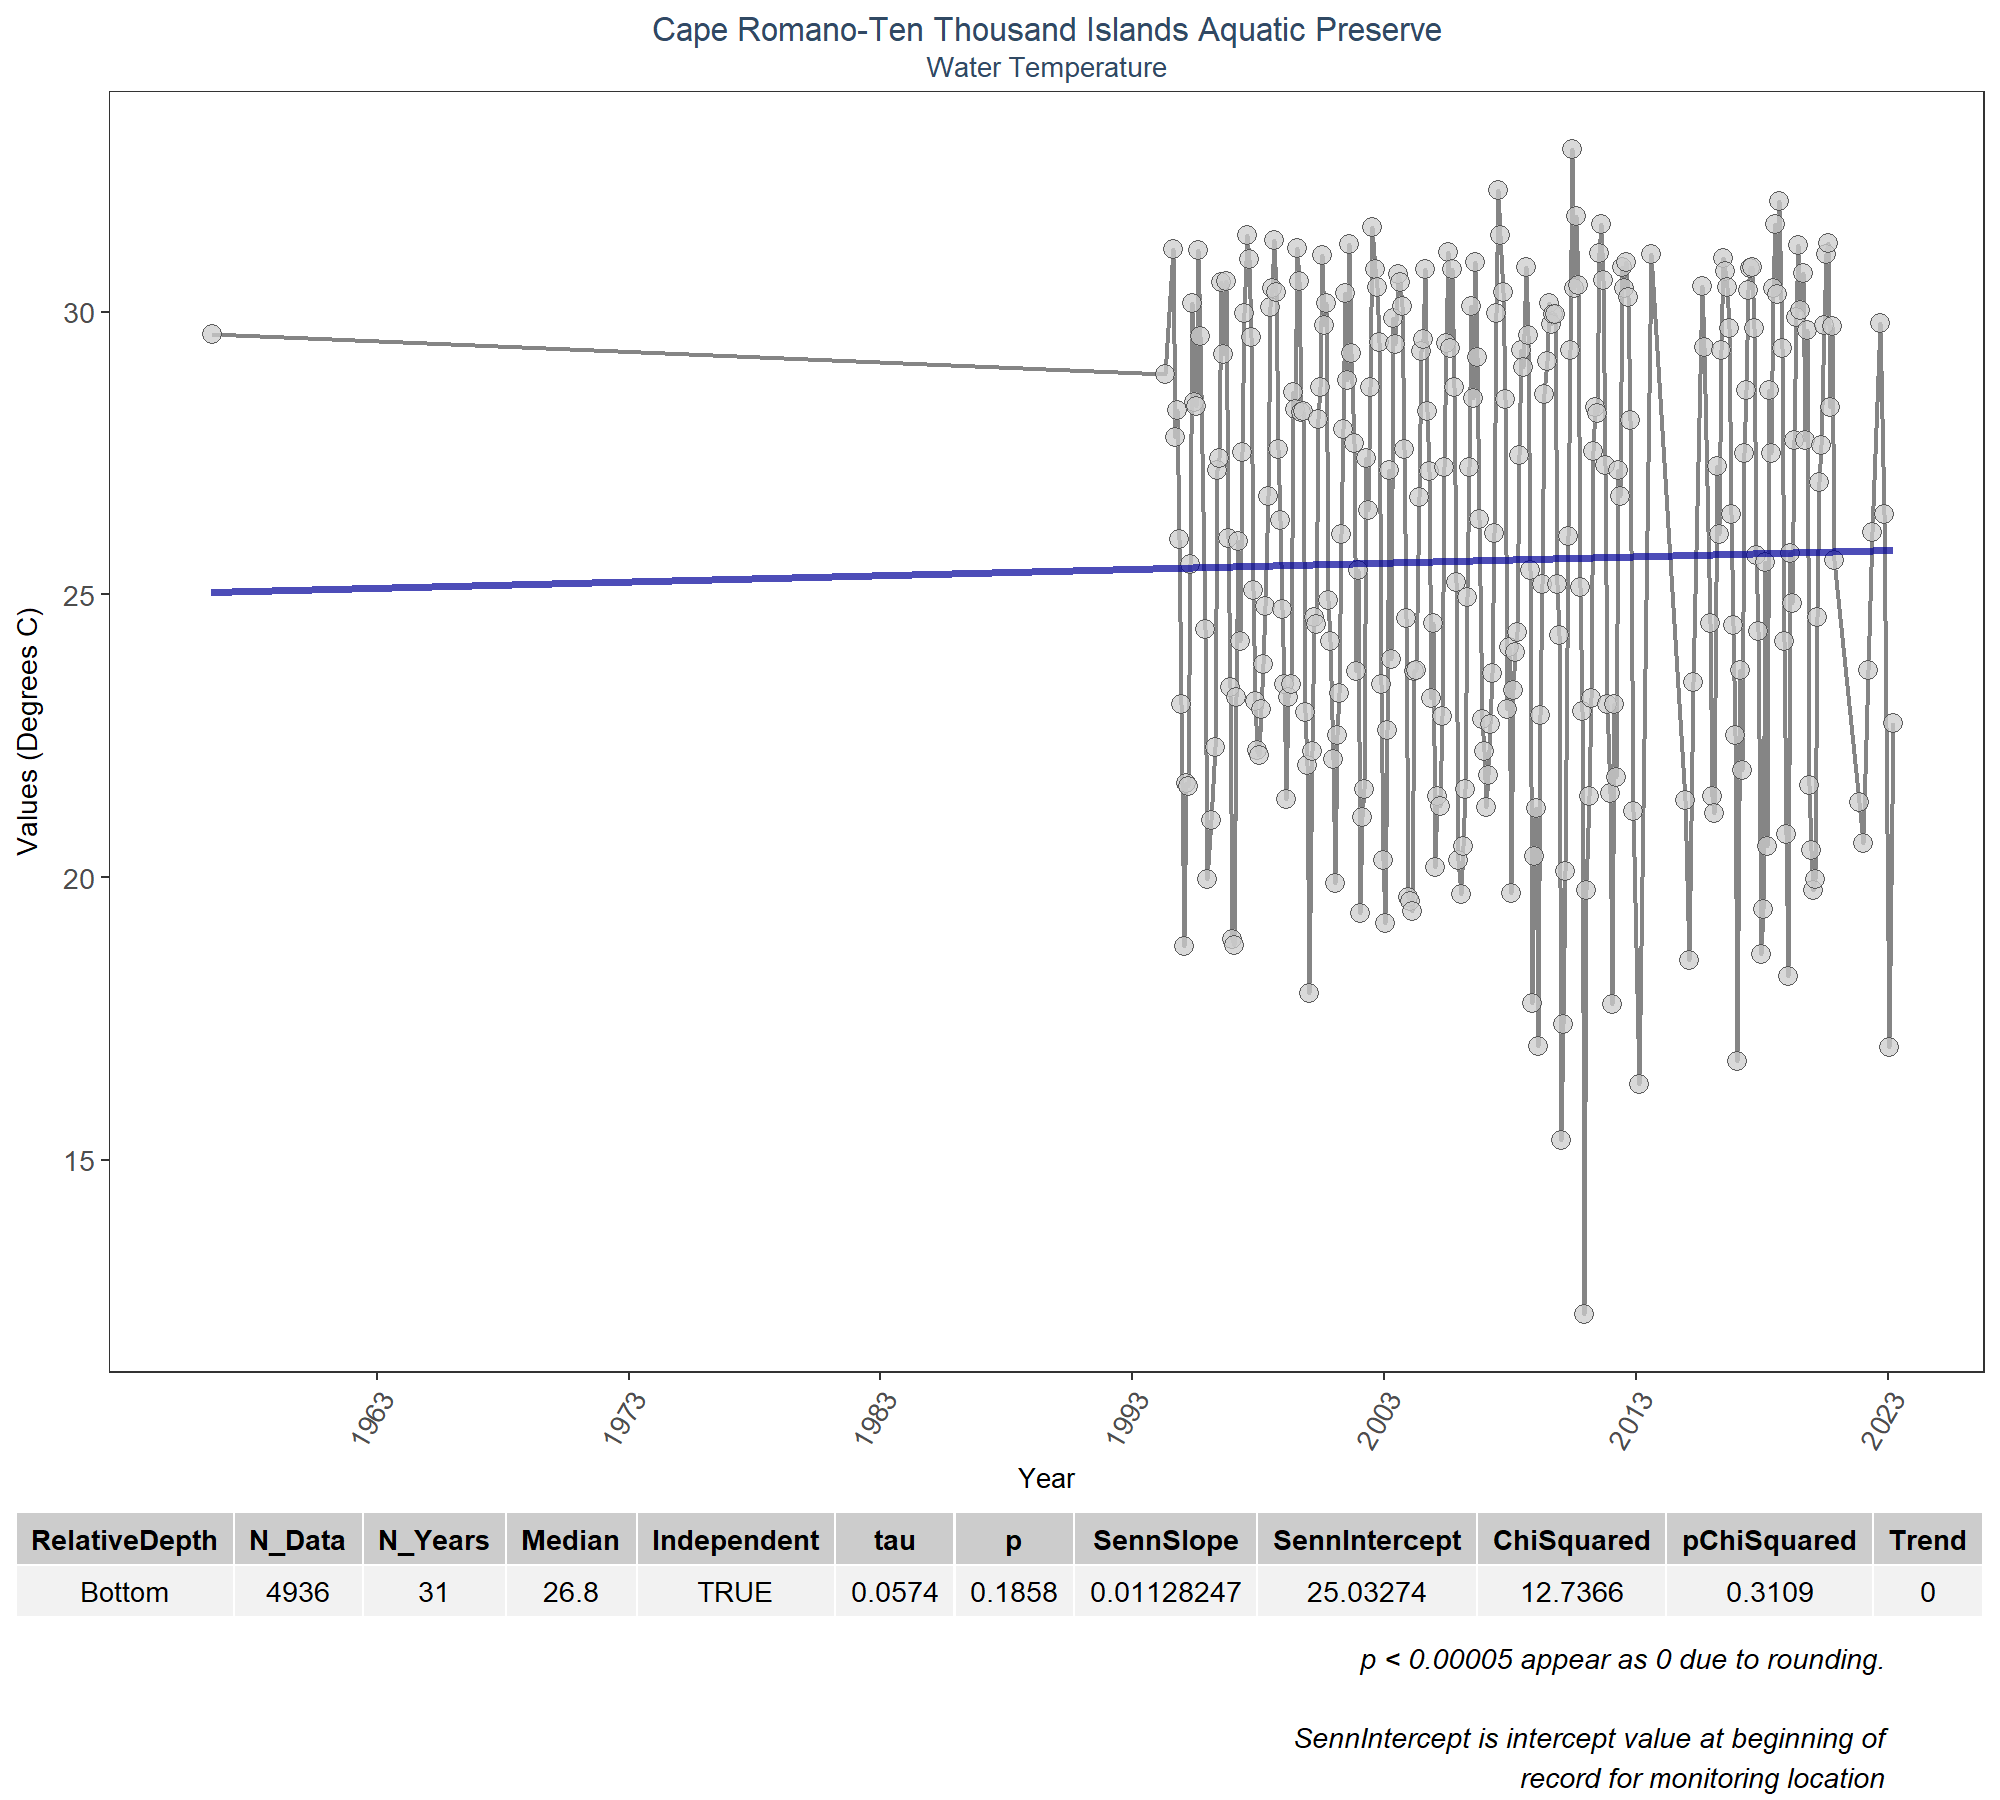 Cape Romano-Ten Thousand Islands Aquatic Preserve
Water Temperature
Values (Degrees C)
30
25
20
15
1963
1973
1983
1993
2003
2013
2023
Year
RelativeDepth N_Data N_Years Median Independent tau p SennSlope SennIntercept ChiSquared pChiSquared Trend
Bottom 4936 31 26.8 TRUE 0.0574 0.1858 0.01128247 25.03274 12.7366 0.3109 0
p < 0.00005 appear as 0 due to rounding.
SennIntercept is intercept value at beginning of
record for monitoring location